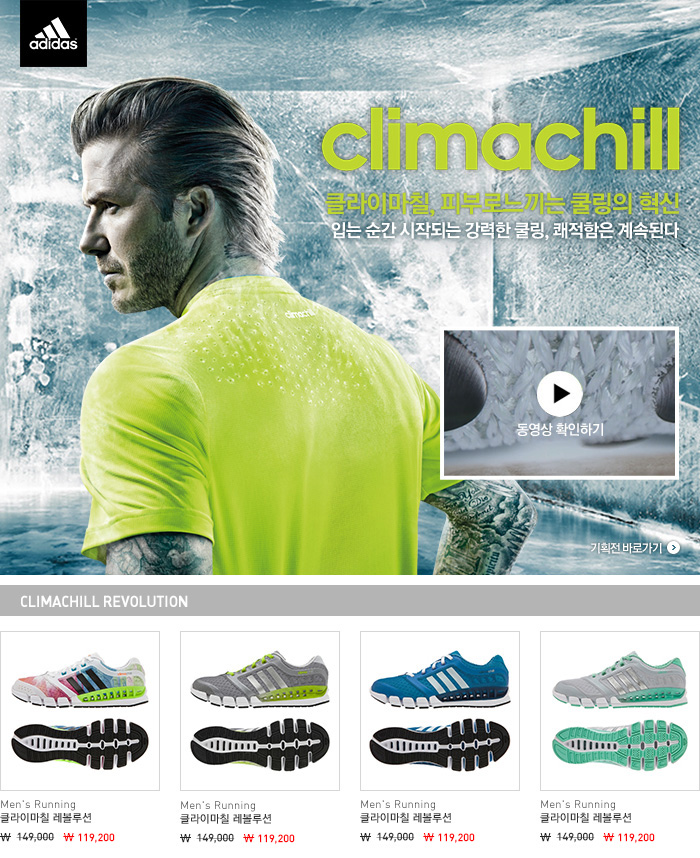 adidas
climachill
클라이마칠, 피부로느끼는 쿨링의 혁신
입는 순간 시작되는 강력한 쿨링, 쾌적함은 계속된다
climachill
동영상 확인하기
기획전 바로가기
CLIMACHILL REVOLUTION
Men's Running
클라이마칠 레볼루션
₩ 149,000 ₩ 119,200
Men's Running
클라이마칠 레볼루션
₩ 149,000 ₩ 119,200
Men's Running
클라이마칠 레볼루션
₩ 149,000 ₩ 119,200
Men's Running
클라이마칠 레볼루션
₩ 149,000 ₩ 119,200